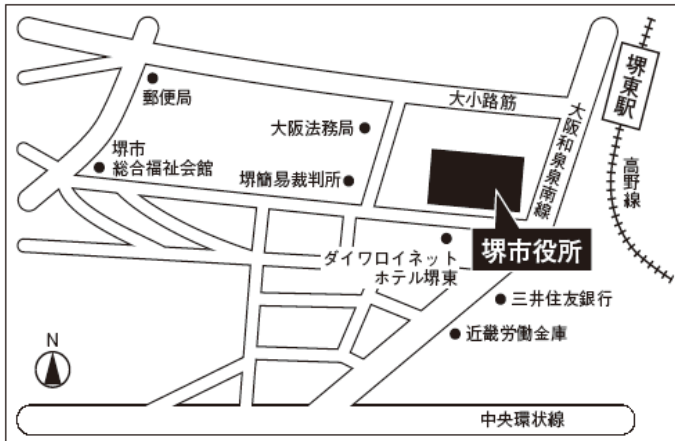 堺東駅
高野線
大小路筋
大阪和泉泉南線
郵便局
大阪法務局
堺市
総合福祉会館
堺簡易裁判所
堺市役所
ダイワロイネット
ホテル堺東
三井住友銀行
近畿労働金庫
N
中央環状線